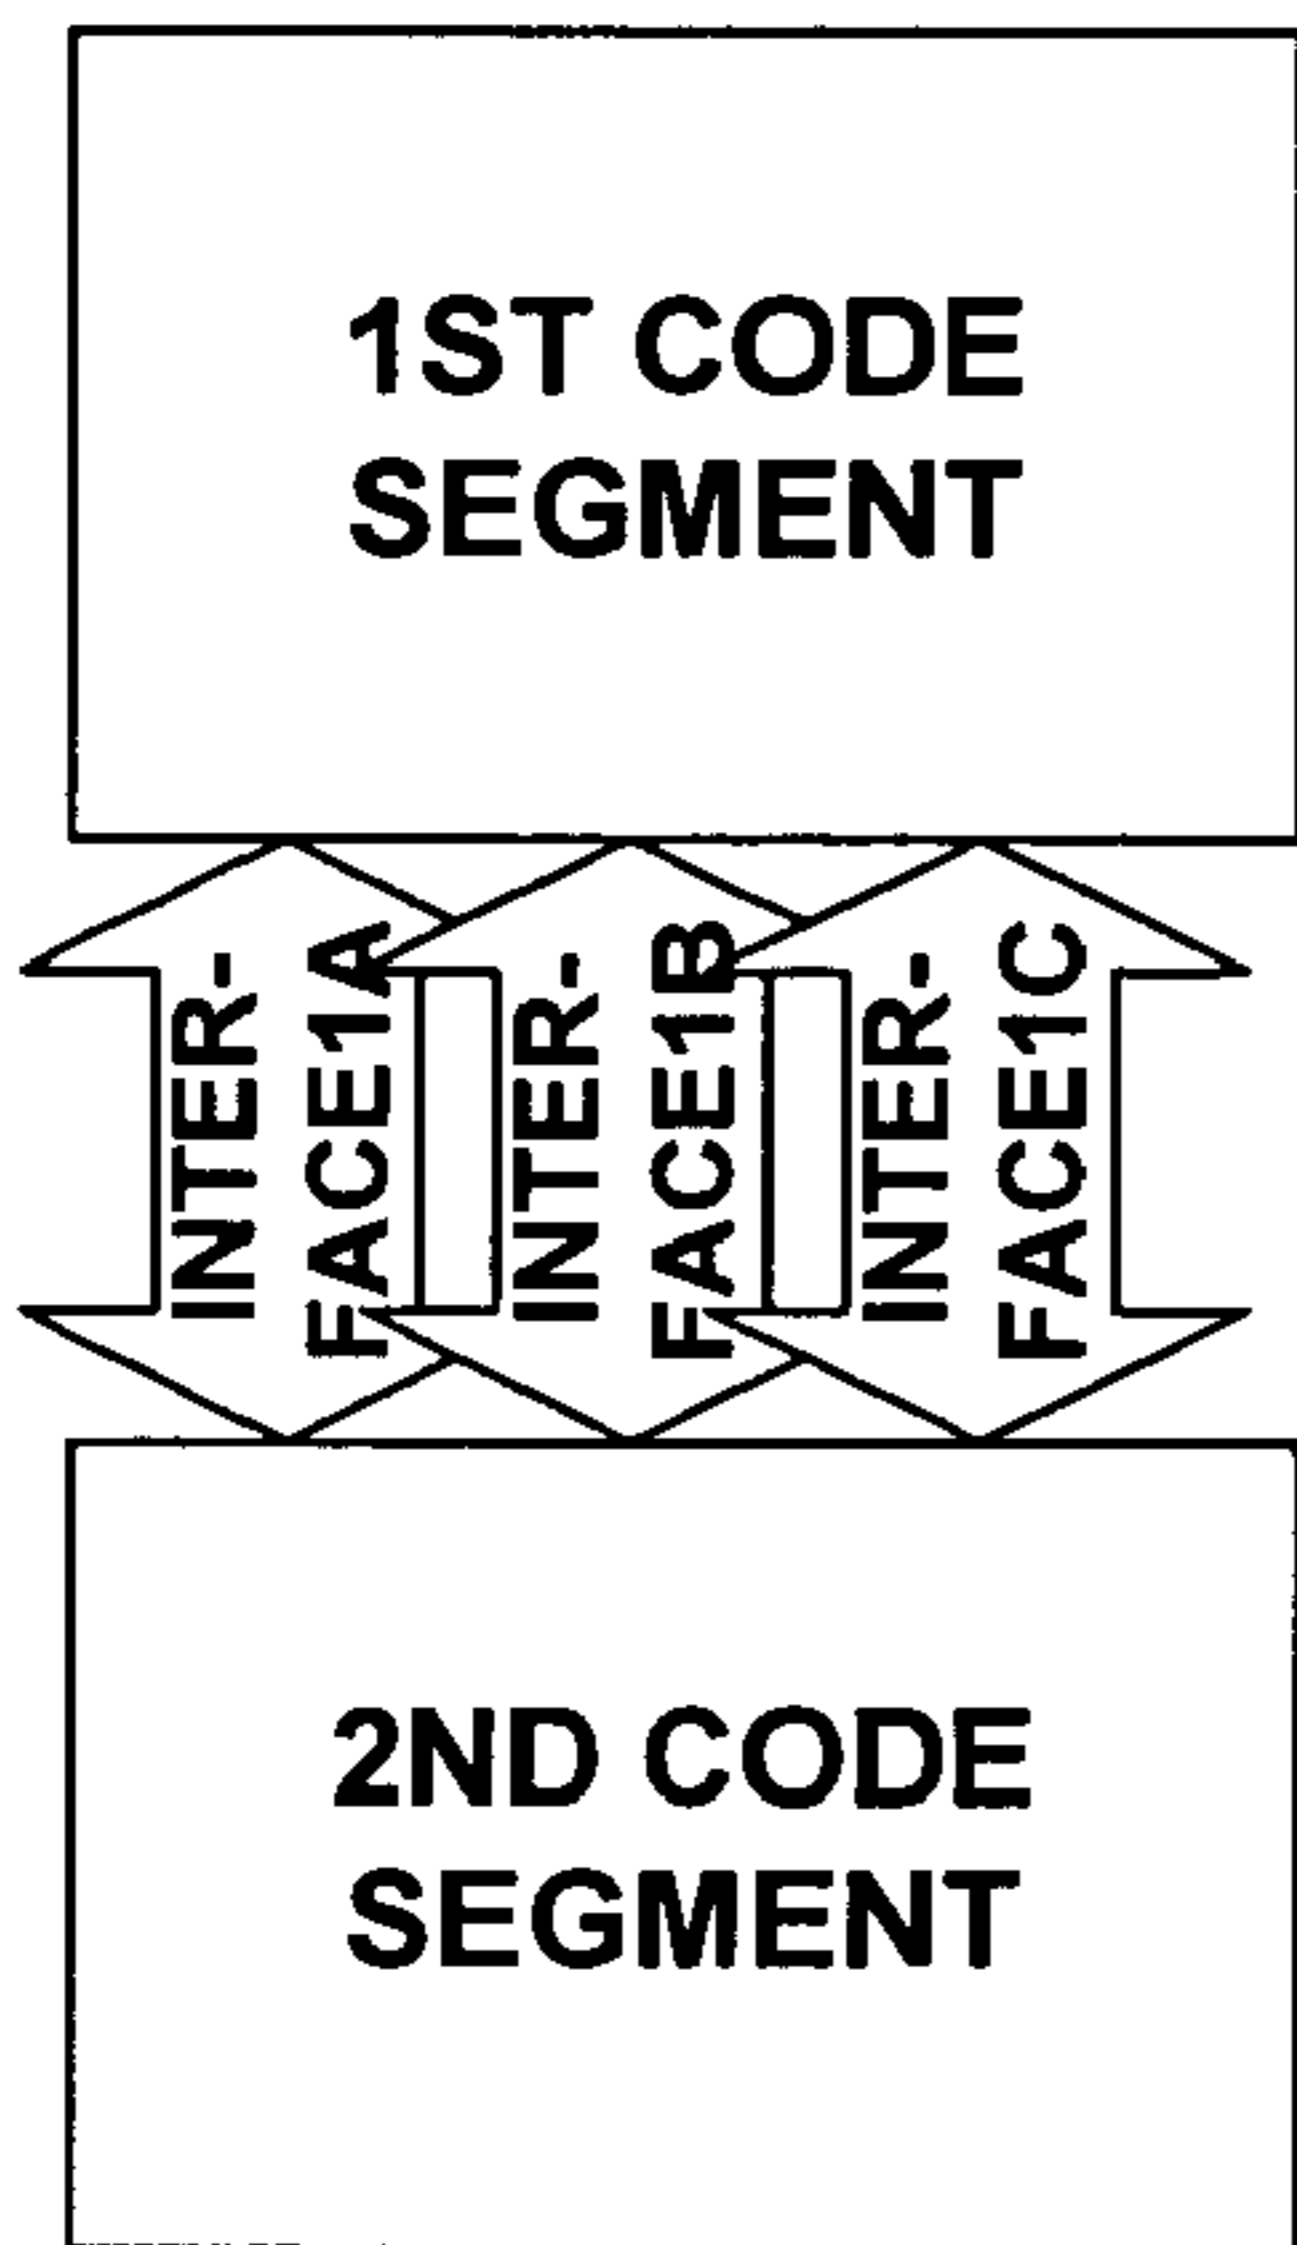 1ST CODE
SEGMENT
INTER-
FACE1A
INTER-
FACE1B
INTER-
FACE1C
2ND CODE
SEGMENT